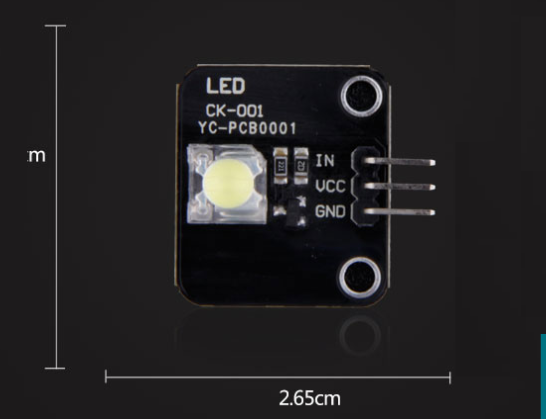 LED
CK-001
YC-PCB0001
IN
VCC
GND
m
2.65cm